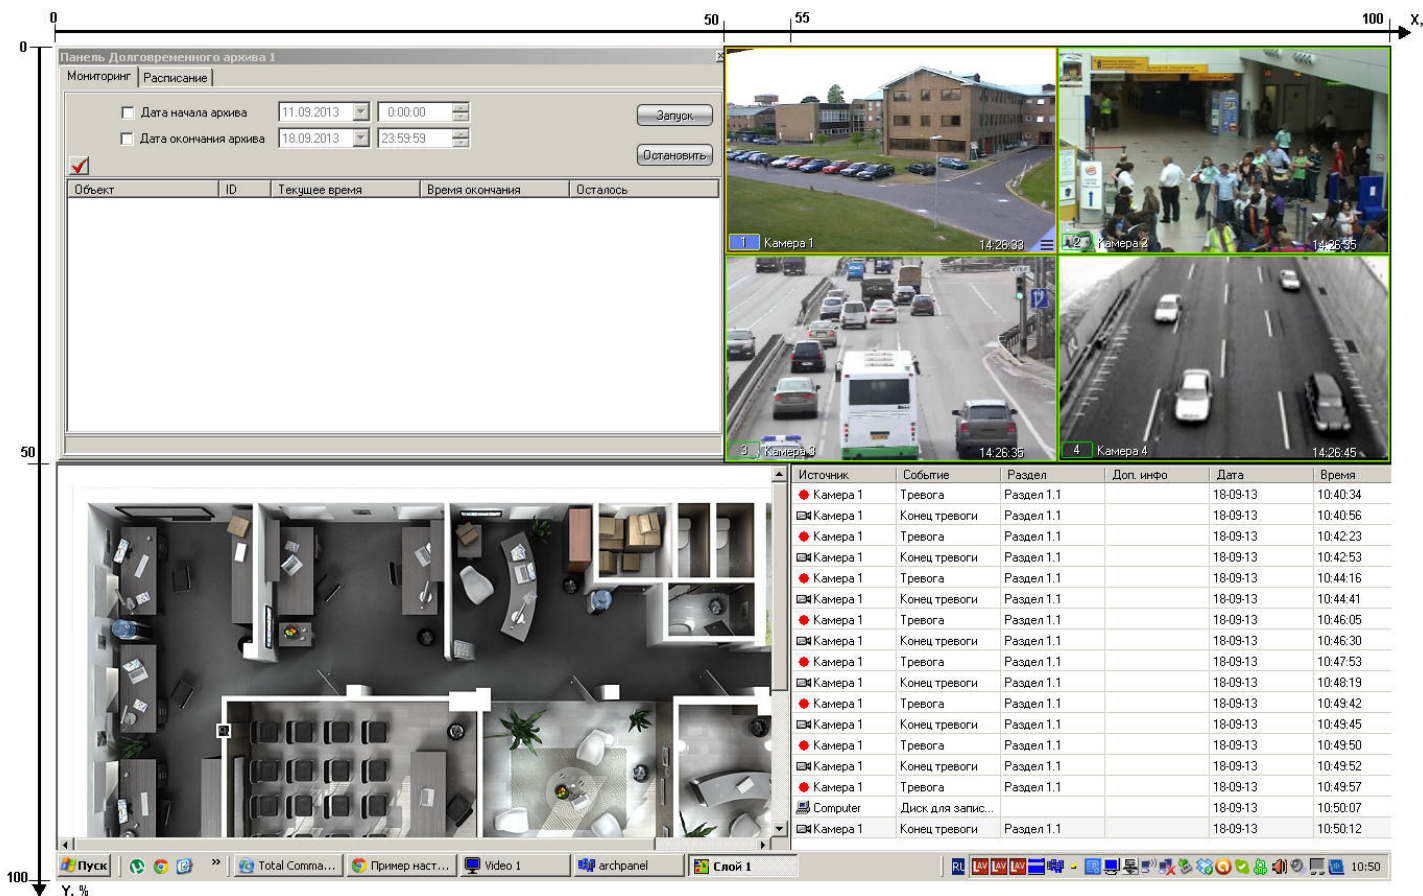 0 50 55 100 X,
0
Панель Долговременного архива 1
Мониторинг Расписание
Дата начала архива 11.09.2013 0:00:00 Запуск
Дата окончания архива 18.09.2013 23:59:59
Остановить
Объект ID Текущее время Время окончания Осталось
1 Камера 1 14:26:33
2 Камера 2 14:26:35
3 Камера 3 14:26:35
4 Камера 4 14:26:45
50
Источник Событие Раздел Доп. инфо Дата Время
Камера 1 Тревога Раздел 1.1 18-09-13 10:40:34
Камера 1 Конец тревоги Раздел 1.1 18-09-13 10:40:56
Камера 1 Тревога Раздел 1.1 18-09-13 10:42:23
Камера 1 Конец тревоги Раздел 1.1 18-09-13 10:42:53
Камера 1 Тревога Раздел 1.1 18-09-13 10:44:16
Камера 1 Конец тревоги Раздел 1.1 18-09-13 10:44:41
Камера 1 Тревога Раздел 1.1 18-09-13 10:46:05
Камера 1 Конец тревоги Раздел 1.1 18-09-13 10:46:30
Камера 1 Тревога Раздел 1.1 18-09-13 10:47:53
Камера 1 Конец тревоги Раздел 1.1 18-09-13 10:48:19
Камера 1 Тревога Раздел 1.1 18-09-13 10:49:42
Камера 1 Конец тревоги Раздел 1.1 18-09-13 10:49:45
Камера 1 Тревога Раздел 1.1 18-09-13 10:49:50
Камера 1 Конец тревоги Раздел 1.1 18-09-13 10:49:52
Камера 1 Тревога Раздел 1.1 18-09-13 10:49:57
Computer Диск для запис... 18-09-13 10:50:07
Камера 1 Конец тревоги Раздел 1.1 18-09-13 10:50:12
Пуск » Total Comma... Пример наст... Video 1 archpanel Слой 1 RU LAV LAV LAV 10:50
100
Y, %